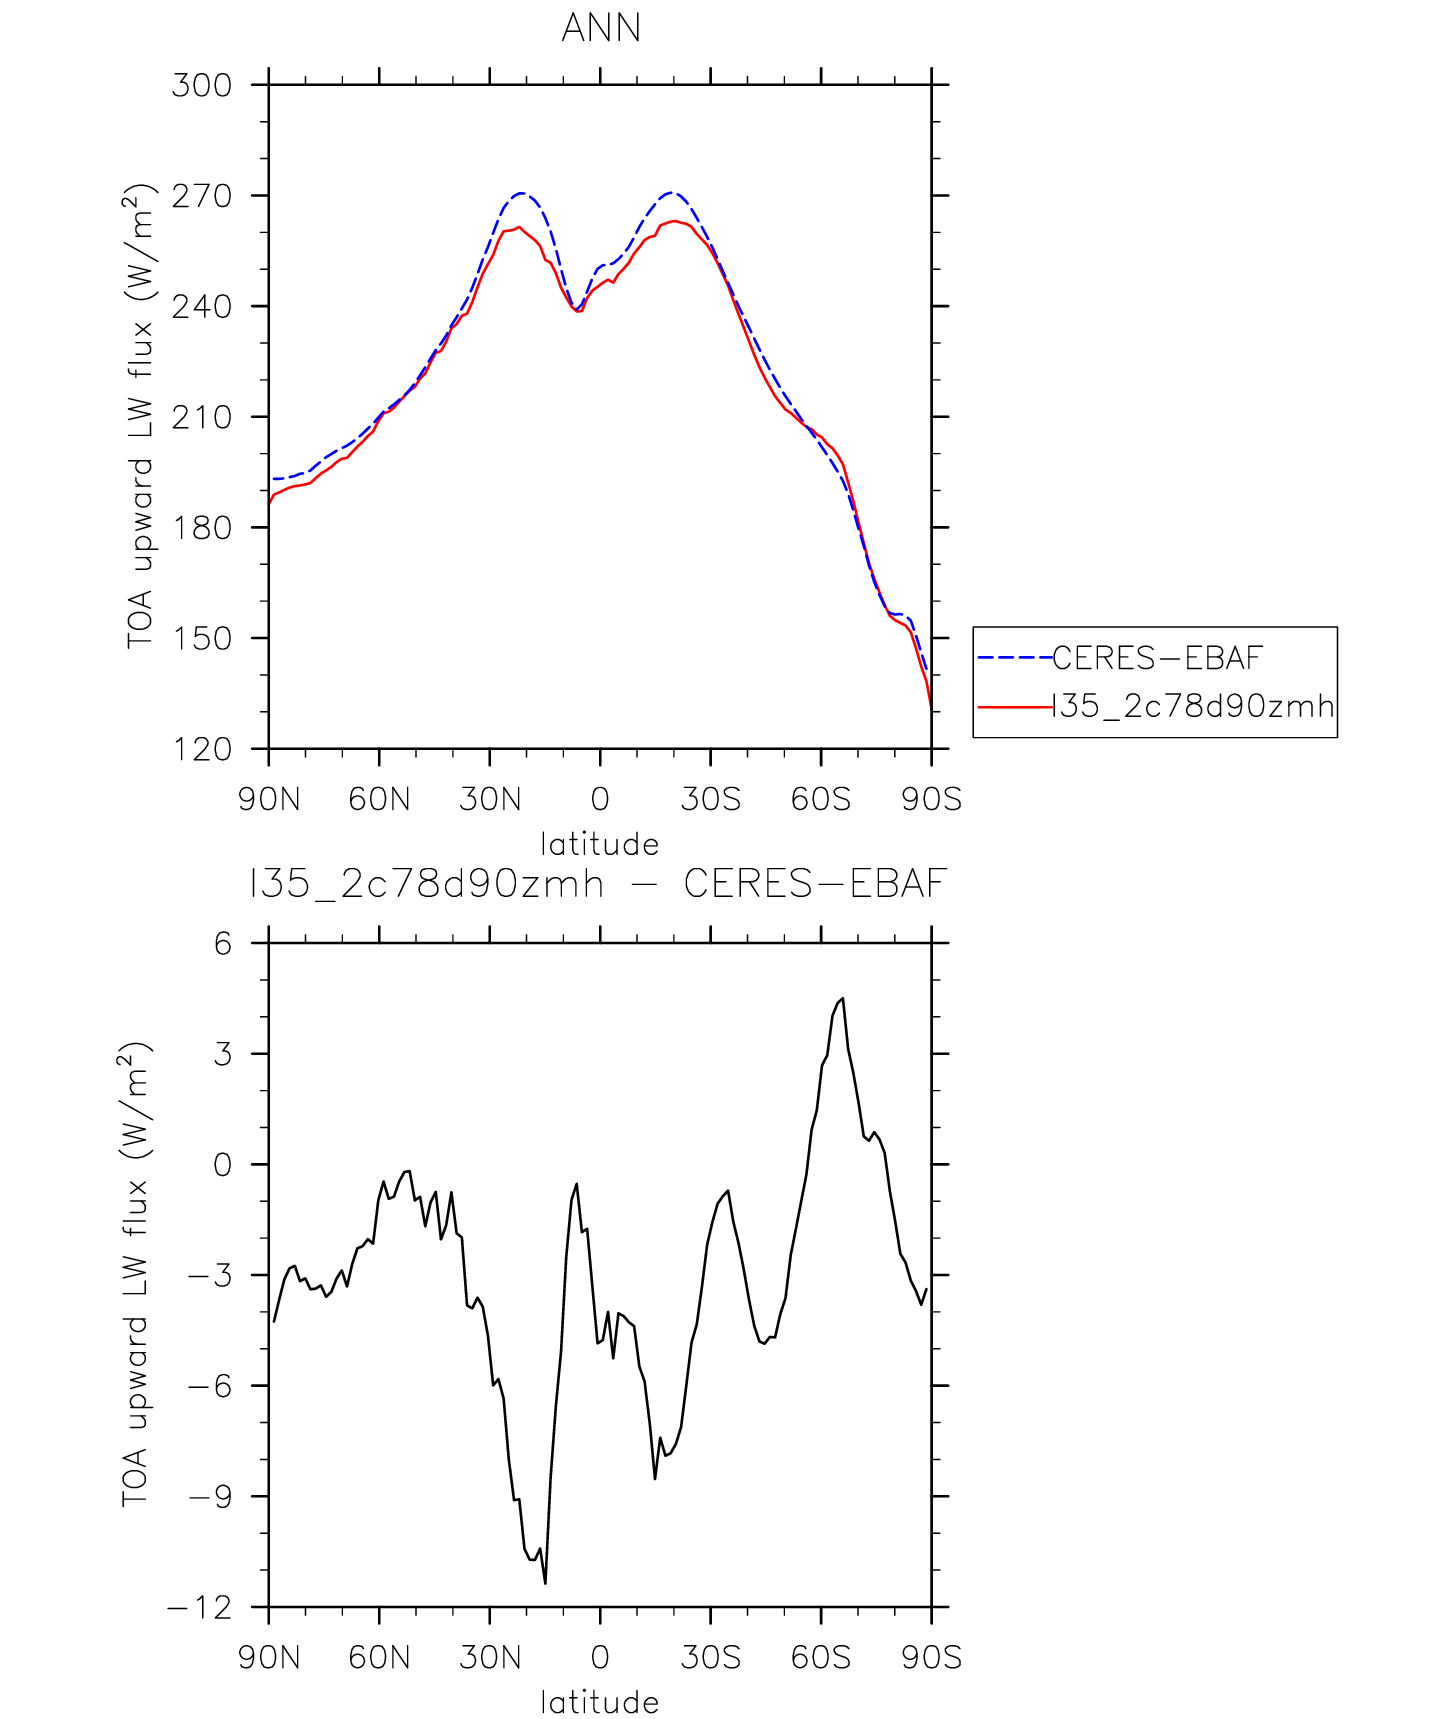 ANN
300
270
240
210
180
150
120
TOA upward LW flux (W/m²)
90N 60N 30N 0 30S 60S 90S
latitude
CERES-EBAF
I35_2c78d90zmh
I35_2c78d90zmh - CERES-EBAF
6
3
0
-3
-6
-9
-12
TOA upward LW flux (W/m²)
90N 60N 30N 0 30S 60S 90S
latitude